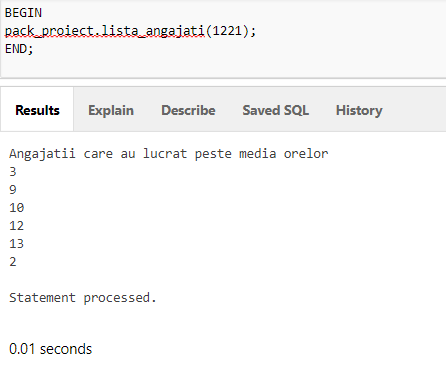 BEGIN
pack_proiect.lista_angajati(1221);
END;
Results Explain Describe Saved SQL History
Angajatii care au lucrat peste media orelor
3
9
10
12
13
2
Statement processed.
0.01 seconds